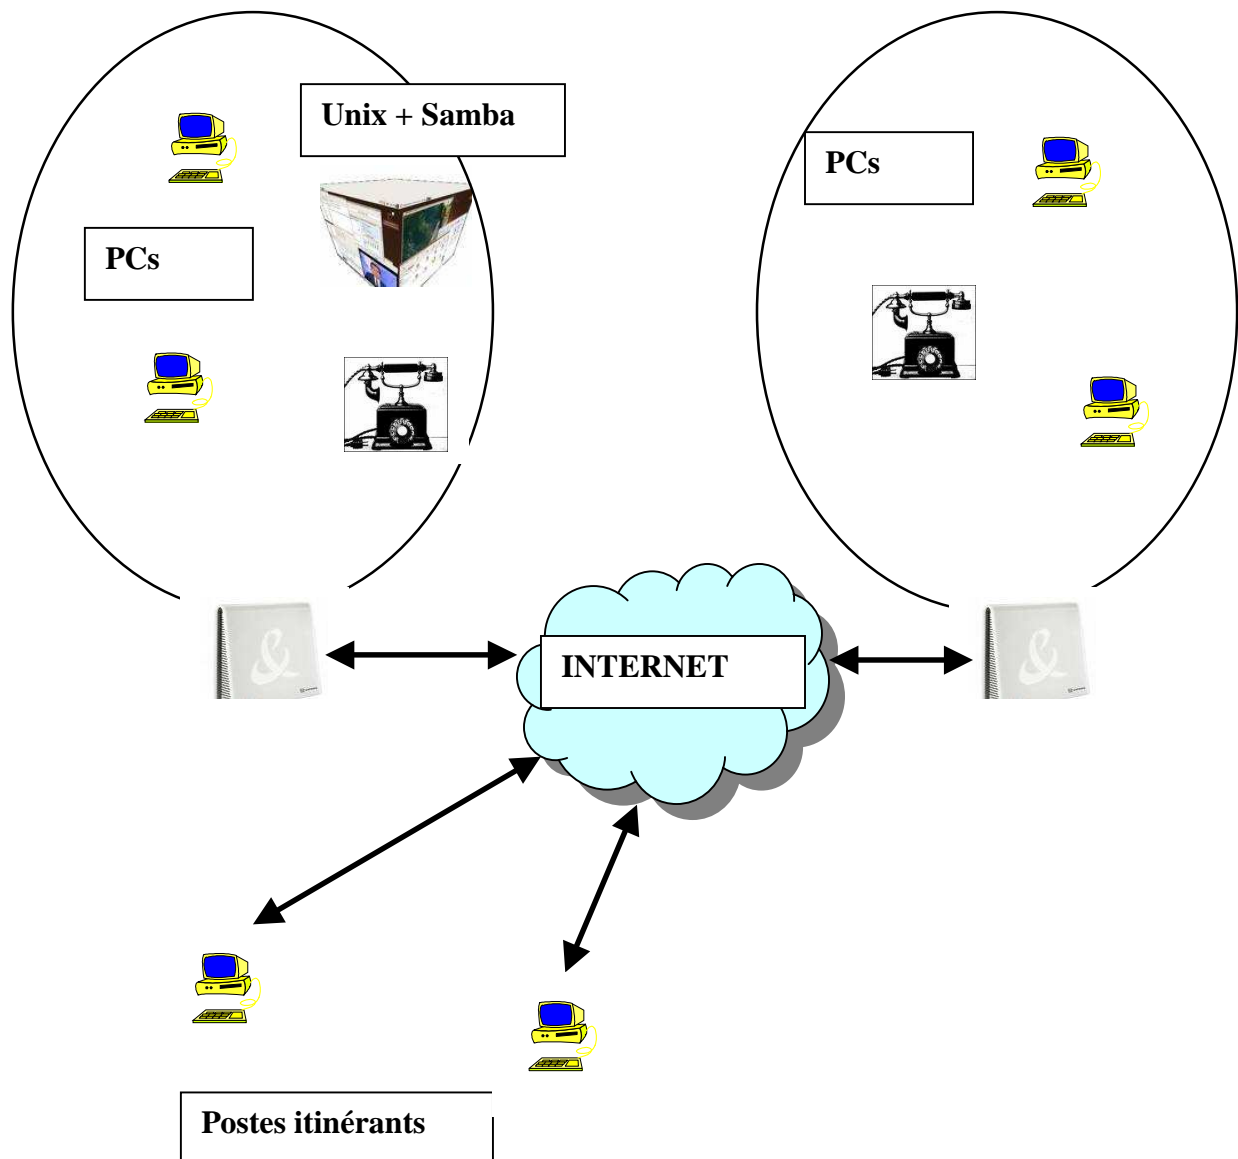 Unix + Samba
PCs
PCs
&
&
INTERNET
Postes itinérants